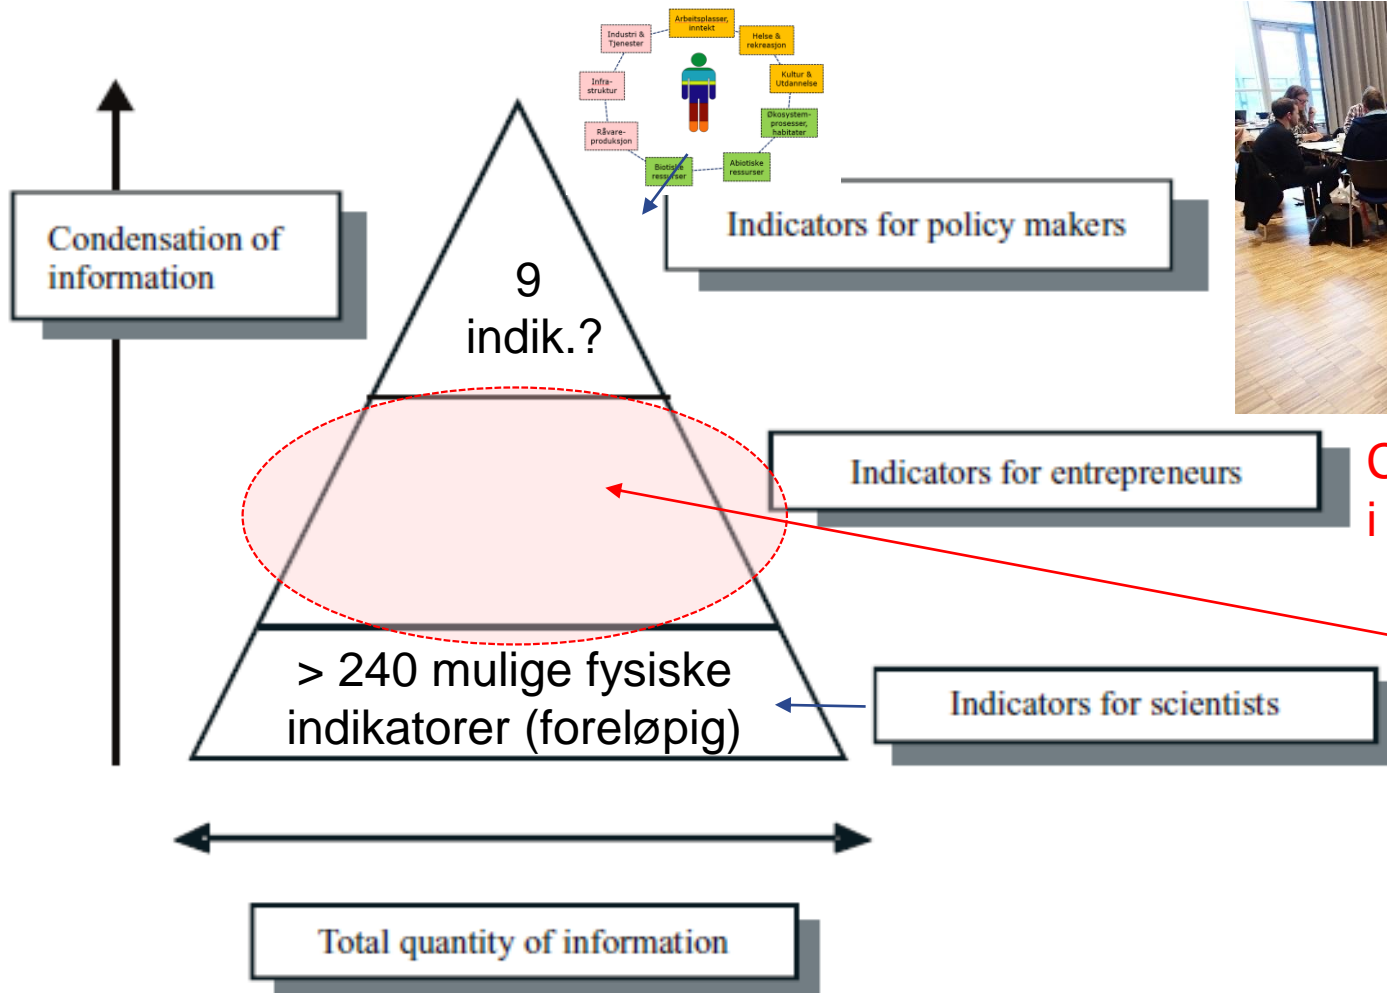 Arbeitsplasser,
inntekt
Industri &
Tjenester
Helse &
rekreasjon
Infra-
struktur
Kultur &
Utdannelse
Råvare-
produksjon
Økosystem-
prosesser,
habitater
Biotiske
ressurser
Abiotiske
ressurser
Condensation of
information
Indicators for policy makers
9
indik.?
Indicators for entrepreneurs
i
> 240 mulige fysiske
indikatorer (foreløpig)
Indicators for scientists
Total quantity of information